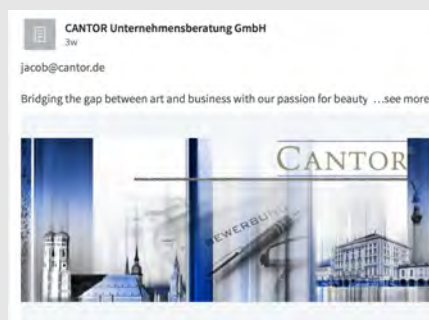 CANTOR Unternehmensberatung GmbH
3w
jacob@cantor.de
Bridging the gap between art and business with our passion for beauty ...see more
CANTOR
BEWERBUNG